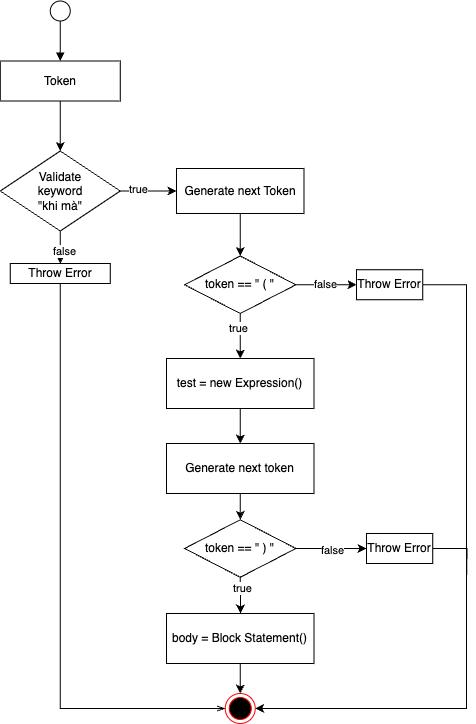 Token
Validate
keyword
"khi mà"
true
Generate next Token
false
Throw Error
token == " ( "
false
Throw Error
true
test = new Expression()
Generate next token
token == " ) "
false
Throw Error
true
body = Block Statement()